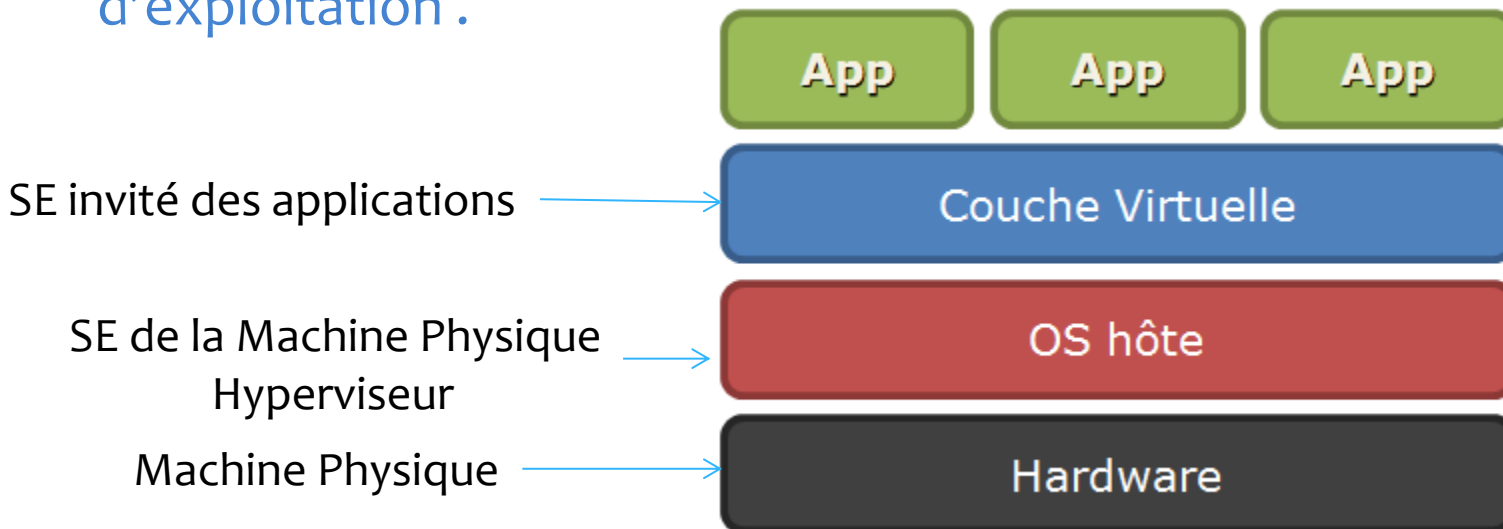 d’exploitation .
App App App
SE invité des applications
Couche Virtuelle
SE de la Machine Physique
Hyperviseur
OS hôte
Machine Physique
Hardware